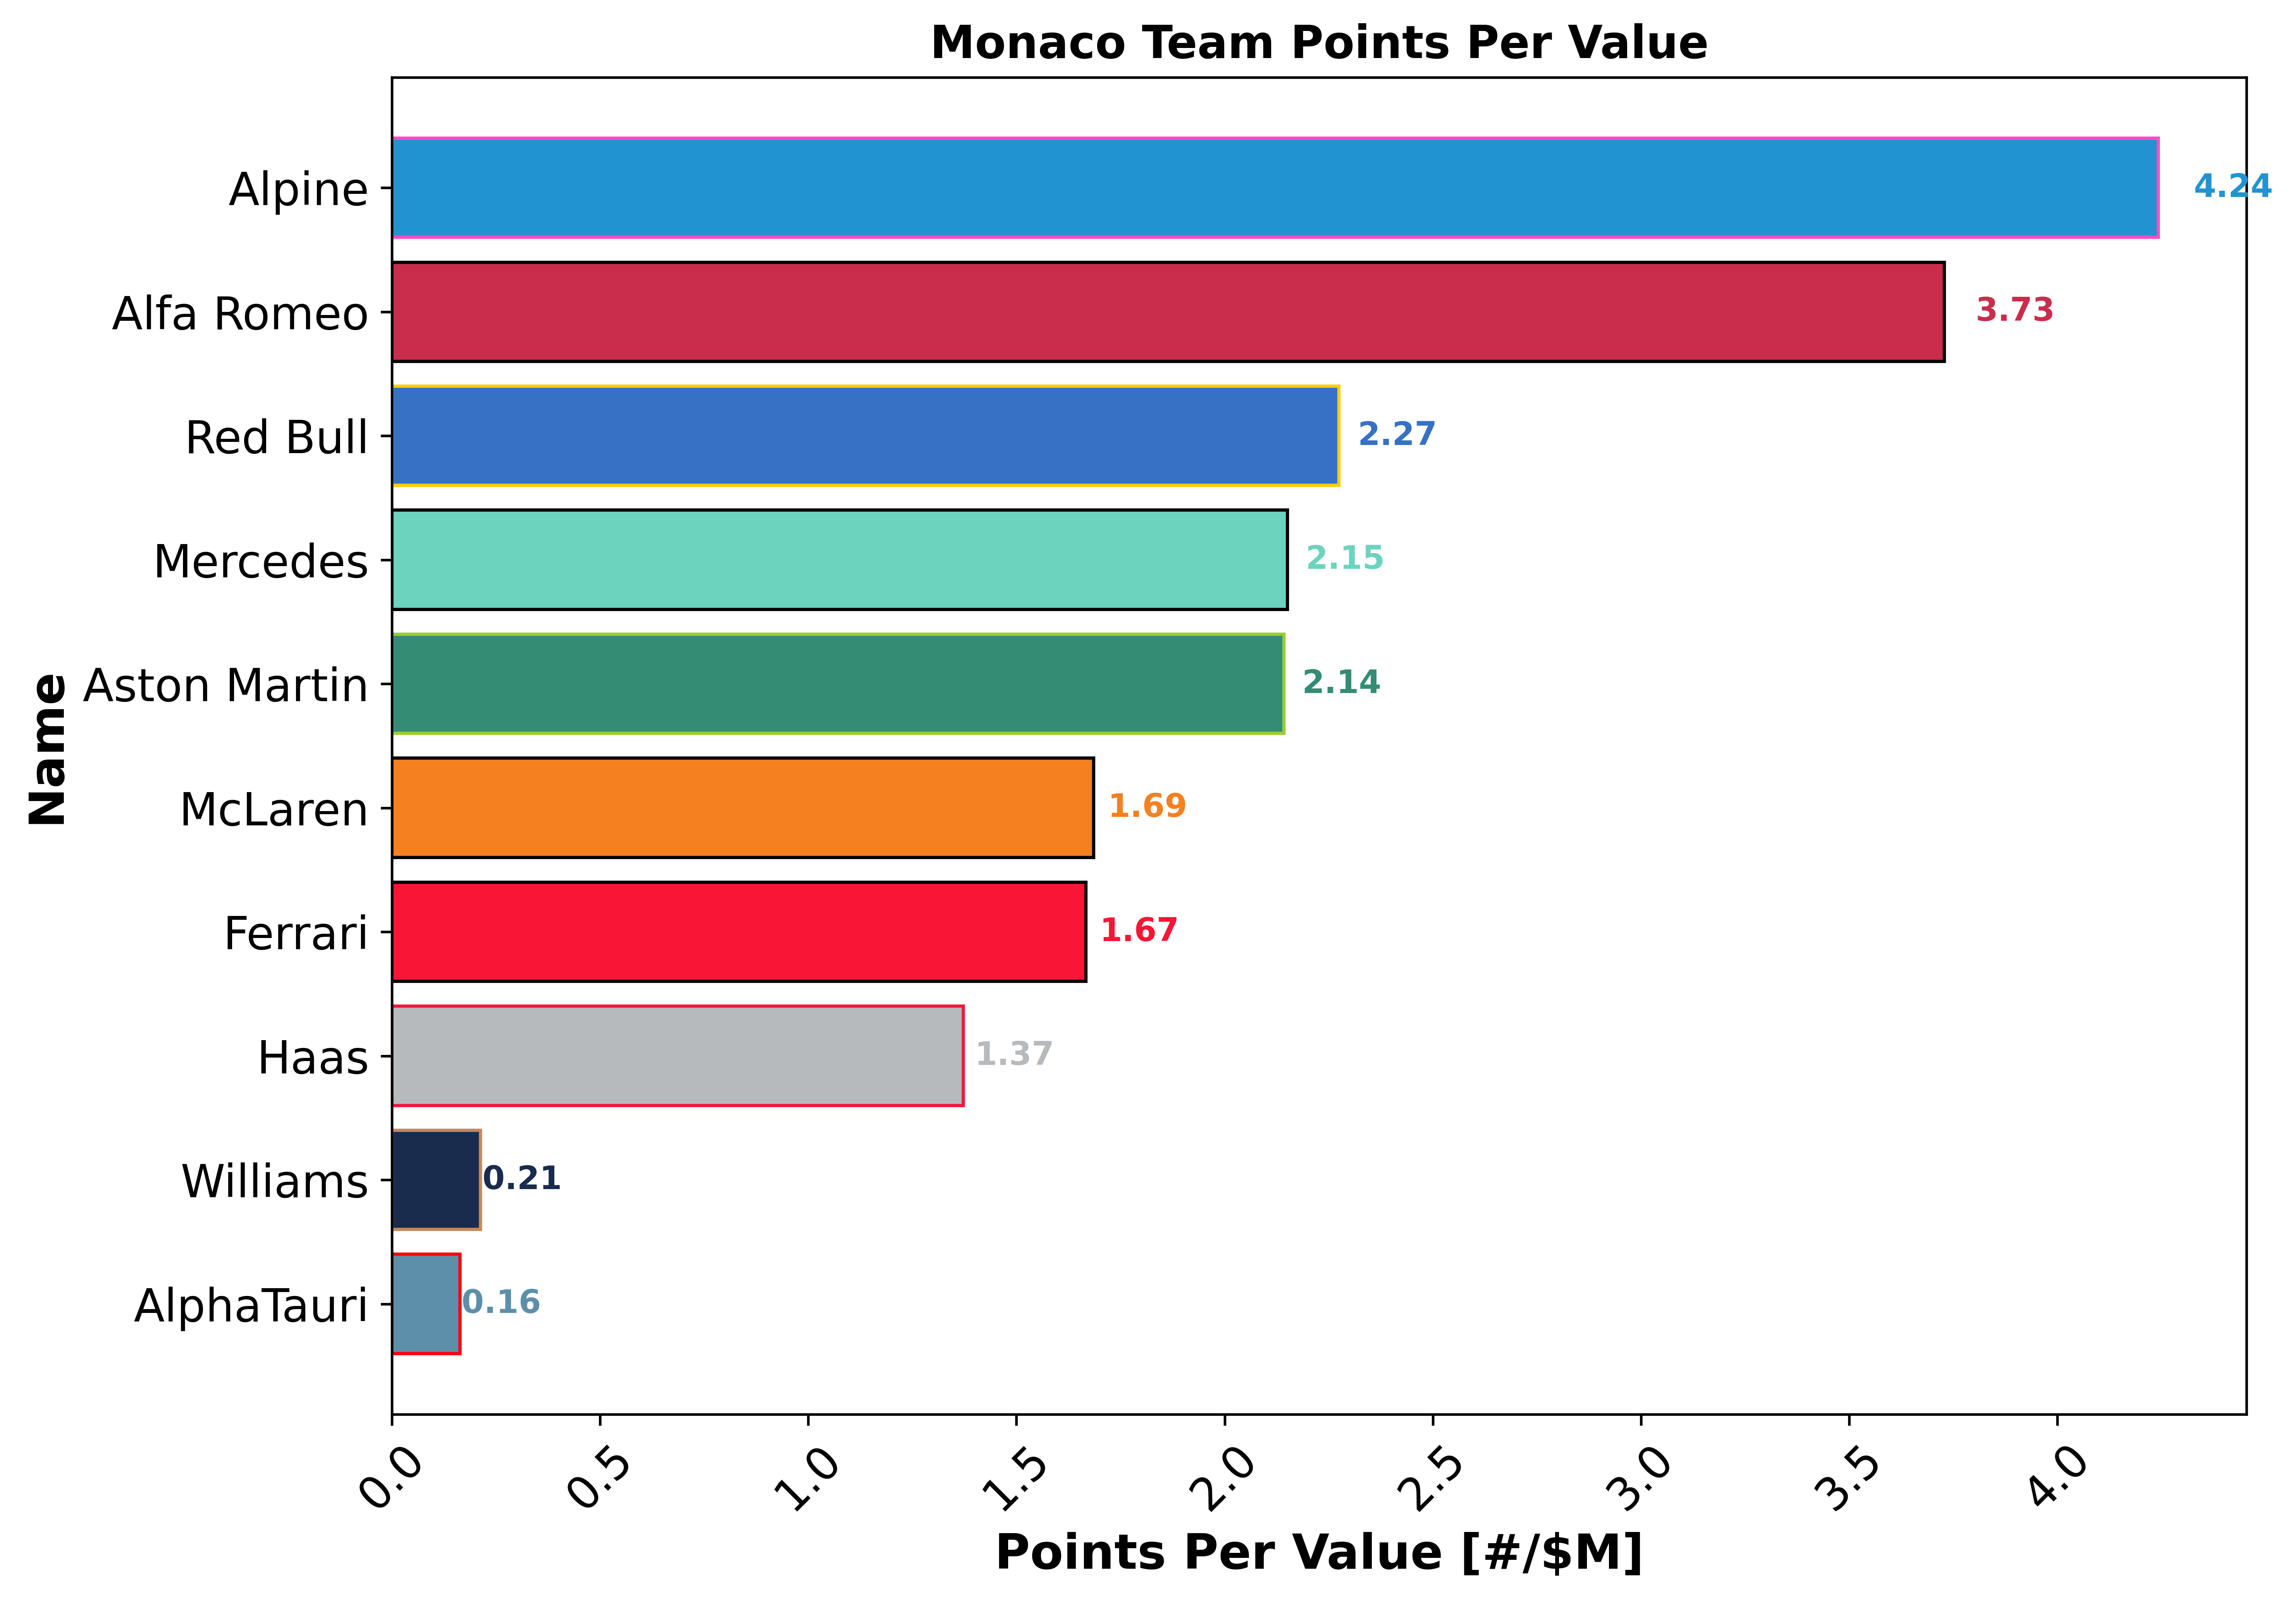 Monaco Team Points Per Value
Alpine 4.24
Alfa Romeo 3.73
Red Bull 2.27
Mercedes 2.15
Aston Martin 2.14
McLaren 1.69
Ferrari 1.67
Haas 1.37
Williams 0.21
AlphaTauri 0.16
Name
0.0 0.5 1.0 1.5 2.0 2.5 3.0 3.5 4.0
Points Per Value [#/$M]